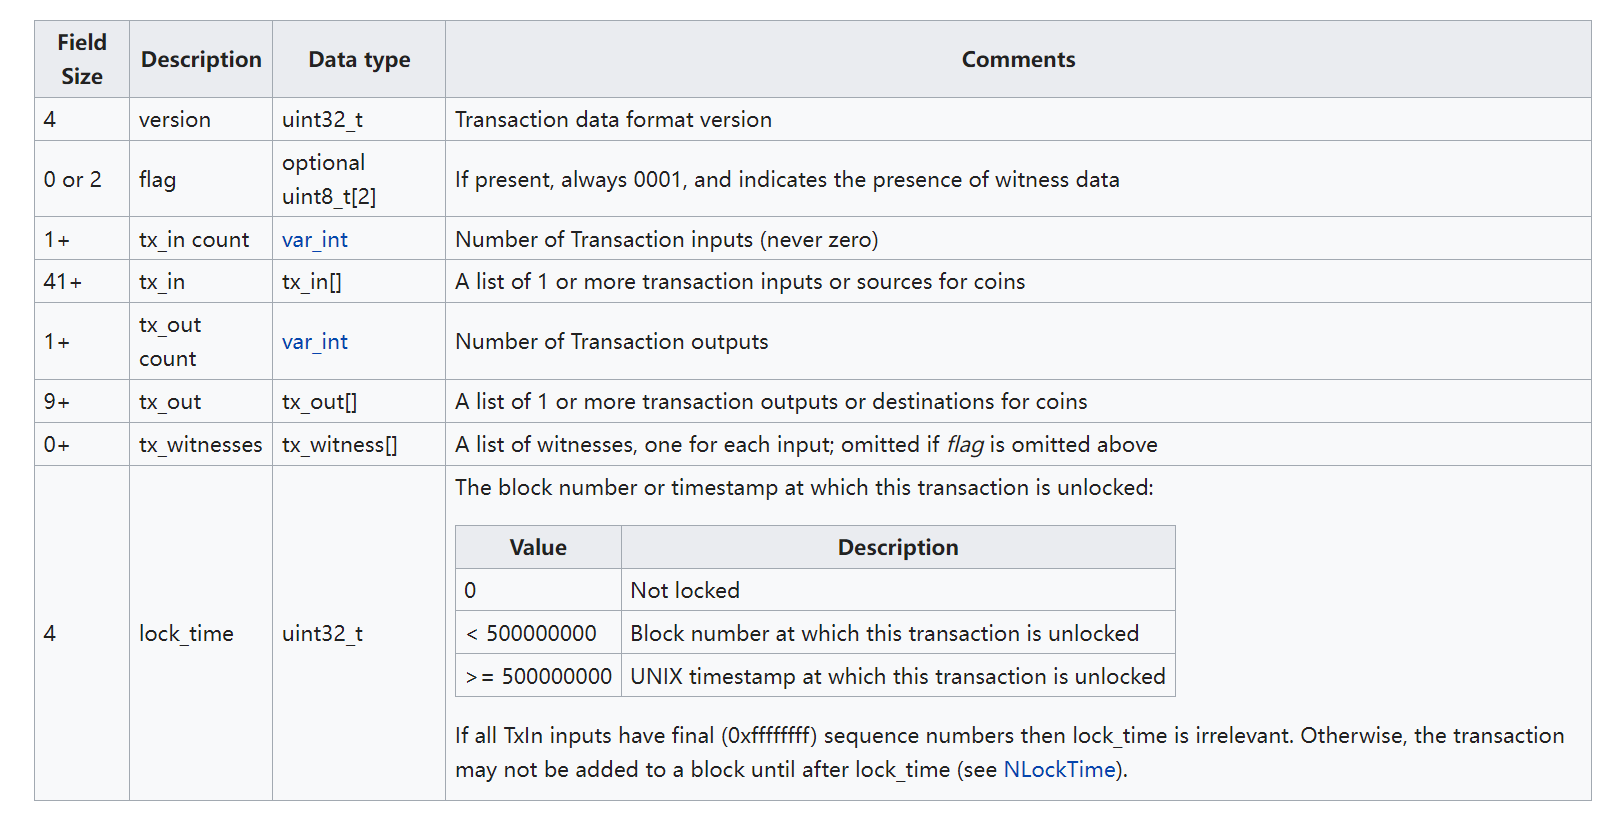 Field Size Description Data type Comments
4 version uint32_t Transaction data format version
0 or 2 flag optional uint8_t[2] If present, always 0001, and indicates the presence of witness data
1+ tx_in count var_int Number of Transaction inputs (never zero)
41+ tx_in tx_in[] A list of 1 or more transaction inputs or sources for coins
1+ tx_out count var_int Number of Transaction outputs
9+ tx_out tx_out[] A list of 1 or more transaction outputs or destinations for coins
0+ tx_witnesses tx_witness[] A list of witnesses, one for each input; omitted if flag is omitted above
4 lock_time uint32_t The block number or timestamp at which this transaction is unlocked:
Value Description
0 Not locked
< 500000000 Block number at which this transaction is unlocked
>= 500000000 UNIX timestamp at which this transaction is unlocked
If all TxIn inputs have final (0xffffffff) sequence numbers then lock_time is irrelevant. Otherwise, the transaction
may not be added to a block until after lock_time (see NLockTime).